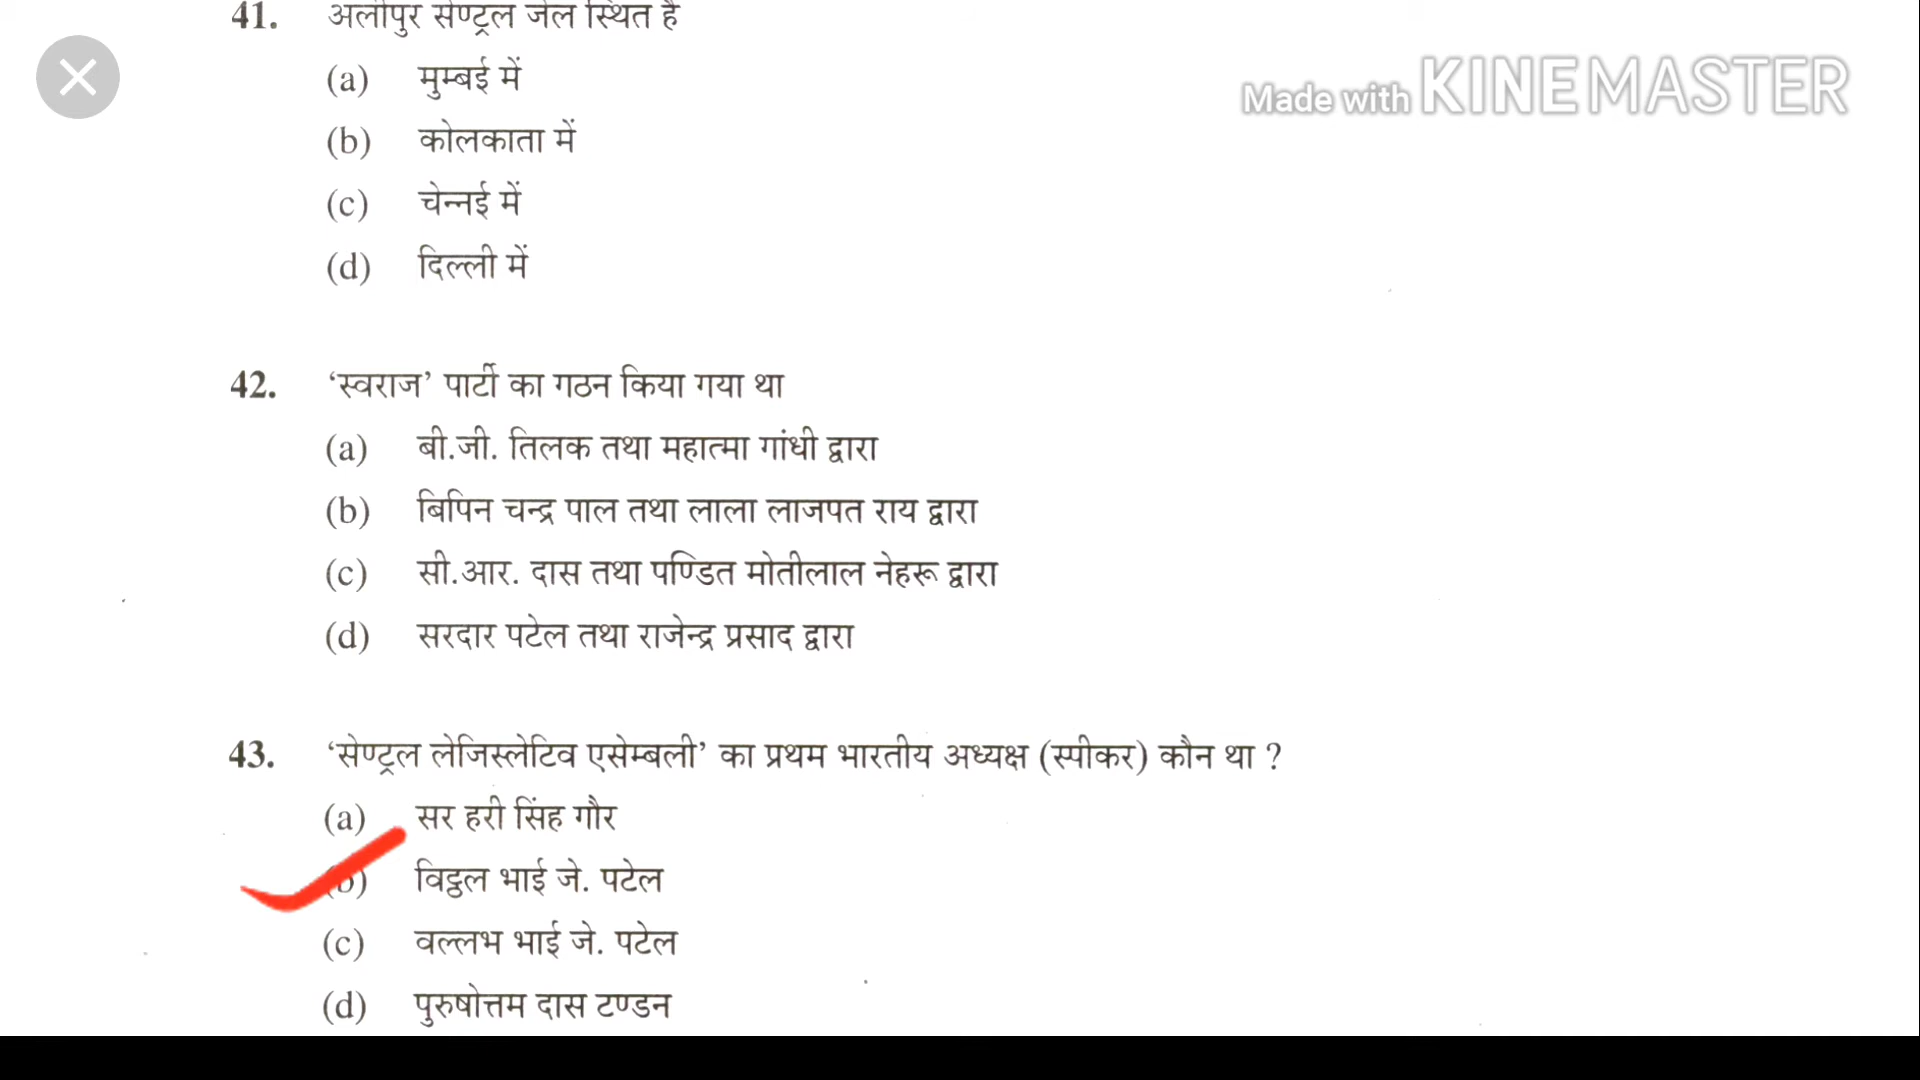 41. अलीपुर सेण्ट्रल जेल स्थित है
(a) मुम्बई में
Made with KINEMASTER
(b) कोलकाता में
(c) चेन्नई में
(d) दिल्ली में
42. ‘स्वराज’ पार्टी का गठन किया गया था
(a) बी.जी. तिलक तथा महात्मा गांधी द्वारा
(b) बिपिन चन्द्र पाल तथा लाला लाजपत राय द्वारा
(c) सी.आर. दास तथा पण्डित मोतीलाल नेहरू द्वारा
(d) सरदार पटेल तथा राजेन्द्र प्रसाद द्वारा
43. ‘सेण्ट्रल लेजिस्लेटिव एसेम्बली’ का प्रथम भारतीय अध्यक्ष (स्पीकर) कौन था ?
(a) सर हरी सिंह गौर
(b) विट्ठल भाई जे. पटेल
(c) वल्लभ भाई जे. पटेल
(d) पुरुषोत्तम दास टण्डन